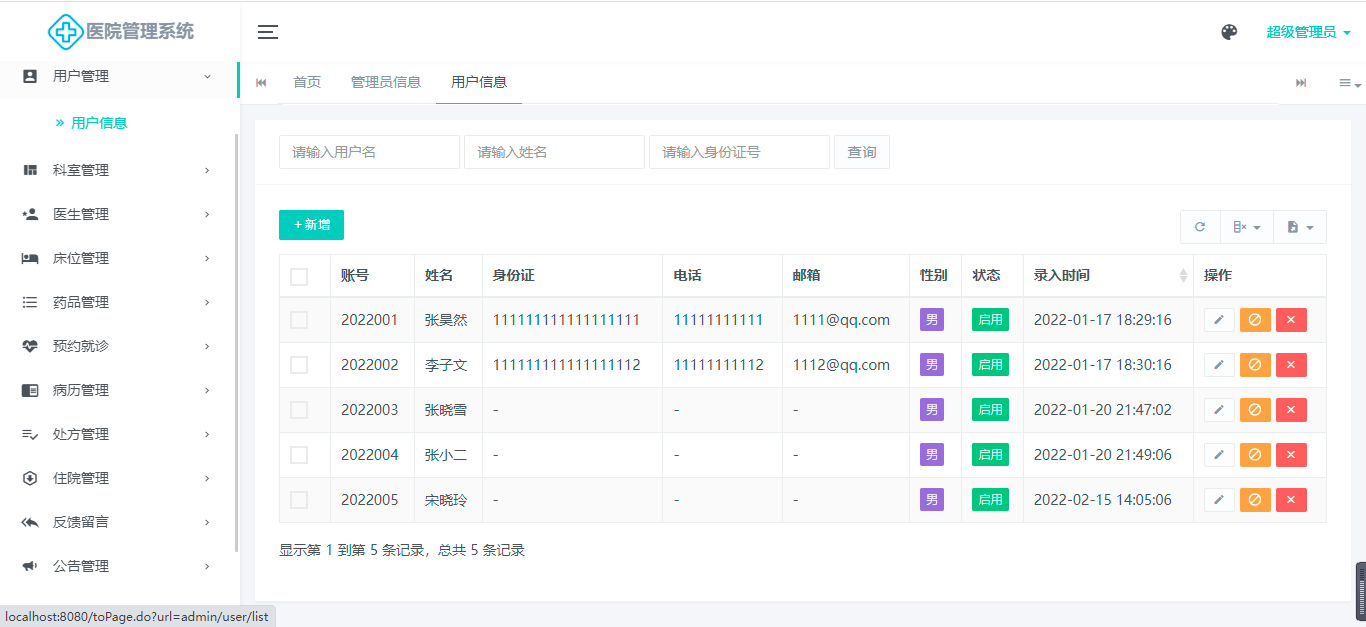 医院管理系统
超级管理员
用户管理
首页 管理员信息 用户信息
用户信息
科室管理
医生管理
床位管理
药品管理
预约就诊
病历管理
处方管理
住院管理
反馈留言
公告管理
请输入用户名 请输入姓名 请输入身份证号 查询
+新增
账号 姓名 身份证 电话 邮箱 性别 状态 录入时间 操作
2022001 张昊然 111111111111111111 11111111111 1111@qq.com 男 启用 2022-01-17 18:29:16
2022002 李子文 111111111111111112 11111111112 1112@qq.com 男 启用 2022-01-17 18:30:16
2022003 张晓雪 - - - 男 启用 2022-01-20 21:47:02
2022004 张小二 - - - 男 启用 2022-01-20 21:49:06
2022005 宋晓玲 - - - 男 启用 2022-02-15 14:05:06
显示第 1 到第 5 条记录，总共 5 条记录
localhost:8080/toPage.do?url=admin/user/list